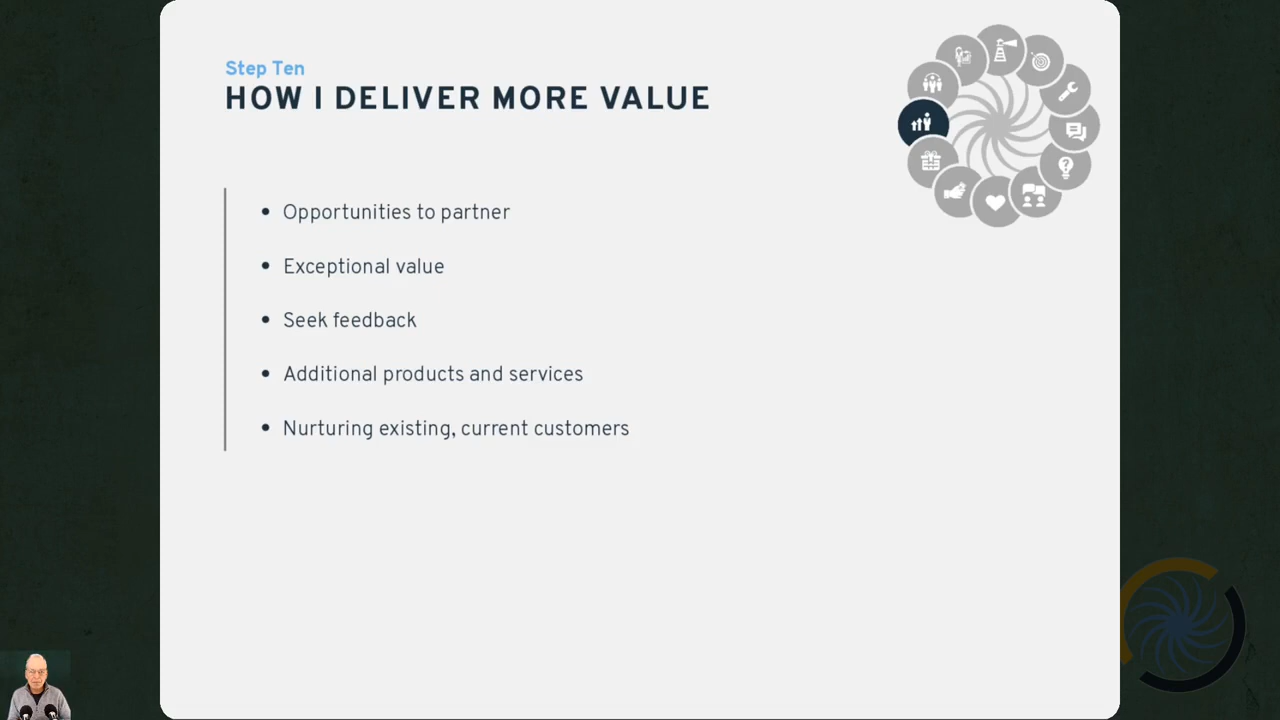 Step Ten
HOW I DELIVER MORE VALUE
• Opportunities to partner
• Exceptional value
• Seek feedback
• Additional products and services
• Nurturing existing, current customers